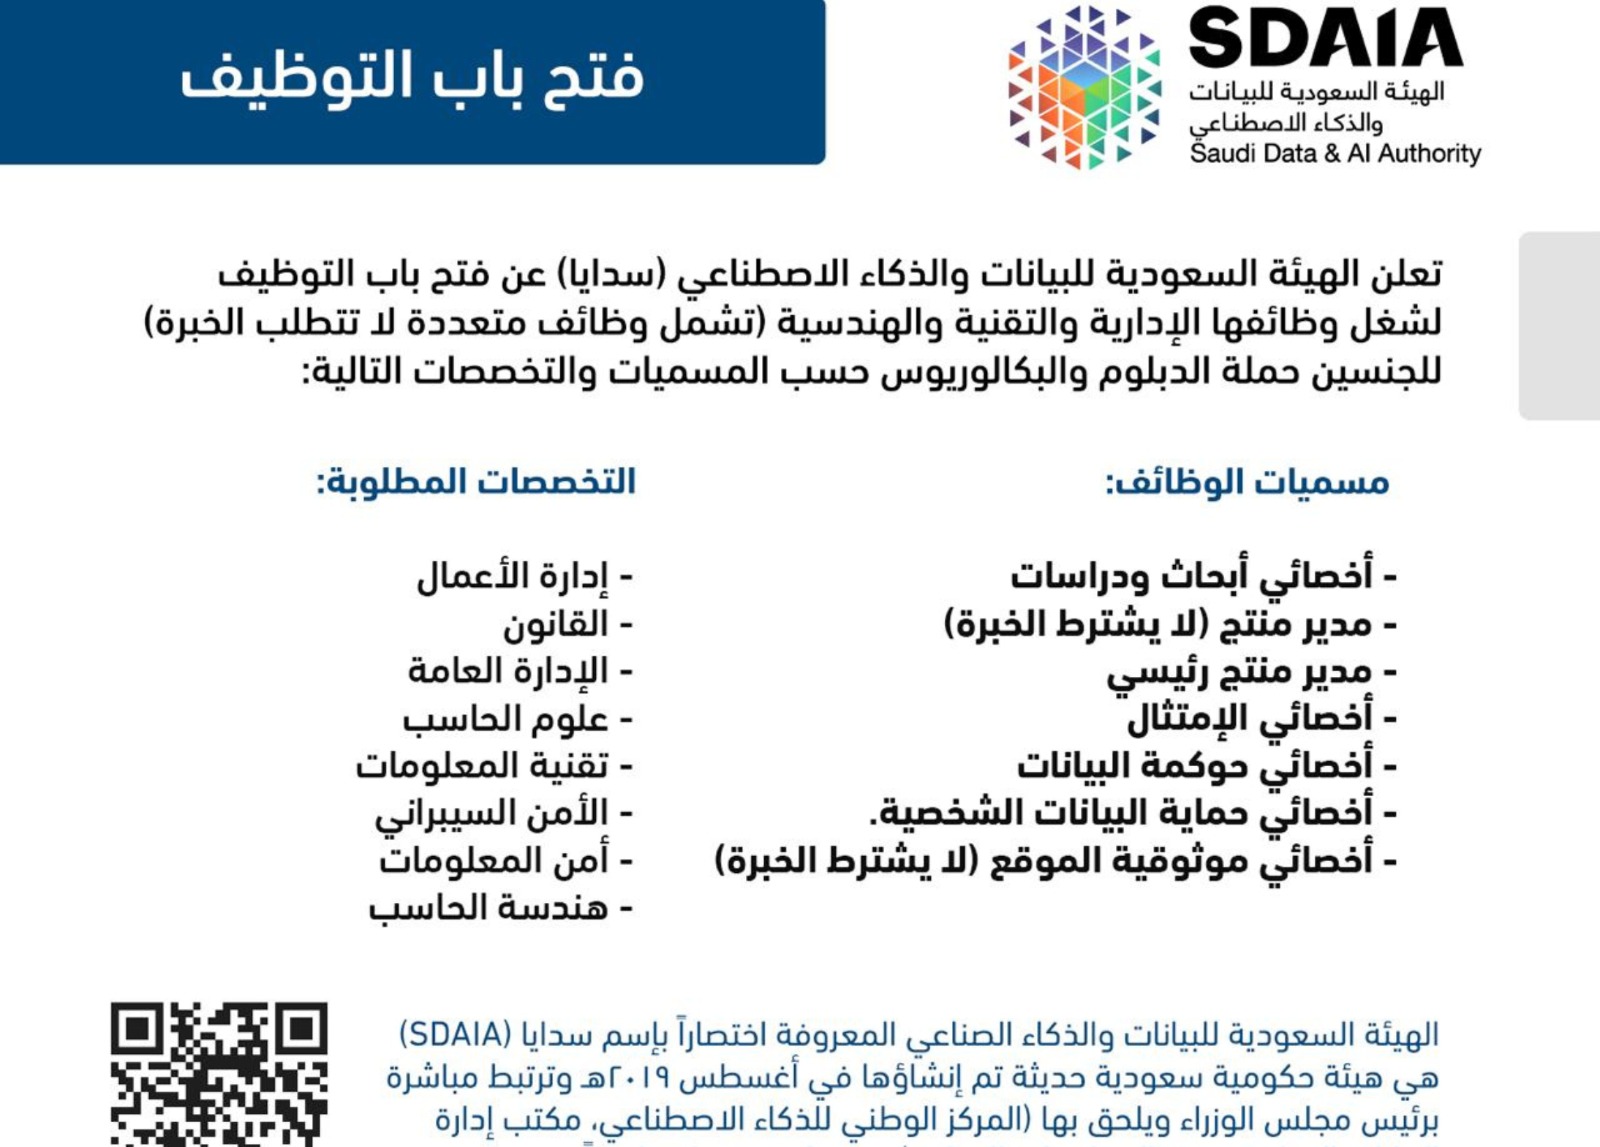 فتح باب التوظيف
SDAIA
الهيئة السعودية للبيانات
والذكاء الاصطناعي
Saudi Data & AI Authority
تعلن الهيئة السعودية للبيانات والذكاء الاصطناعي (سدايا) عن فتح باب التوظيف
لشغل وظائفها الإدارية والتقنية والهندسية (تشمل وظائف متعددة لا تتطلب الخبرة)
للجنسين حملة الدبلوم والبكالوريوس حسب المسميات والتخصصات التالية:
مسميات الوظائف:
- أخصائي أبحاث ودراسات
- مدير منتج (لا يشترط الخبرة)
- مدير منتج رئيسي
- أخصائي الإمتثال
- أخصائي حوكمة البيانات
- أخصائي حماية البيانات الشخصية.
- أخصائي موثوقية الموقع (لا يشترط الخبرة)
التخصصات المطلوبة:
- إدارة الأعمال
- القانون
- الإدارة العامة
- علوم الحاسب
- تقنية المعلومات
- الأمن السيبراني
- أمن المعلومات
- هندسة الحاسب
الهيئة السعودية للبيانات والذكاء الصناعي المعروفة اختصاراً بإسم سدايا (SDAIA)
هي هيئة حكومية سعودية حديثة تم إنشاؤها في أغسطس ٢٠١٩هـ وترتبط مباشرة
برئيس مجلس الوزراء ويلحق بها (المركز الوطني للذكاء الاصطناعي، مكتب إدارة